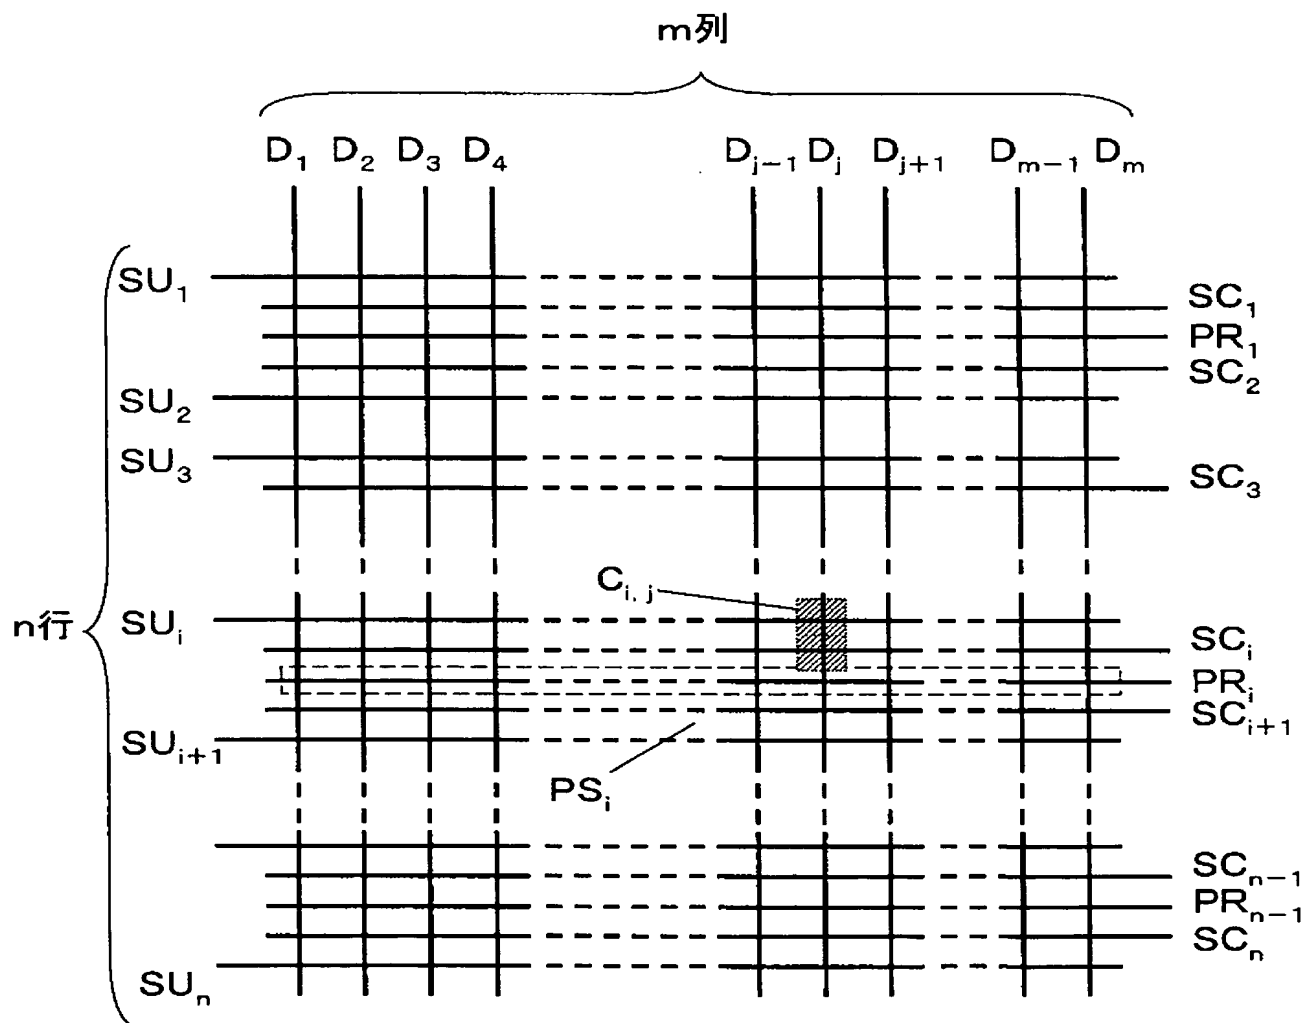 m列
D₁ D₂ D₃ D₄ Dⱼ₋₁ Dⱼ Dⱼ₊₁ Dₘ₋₁ Dₘ
SU₁
SC₁
PR₁
SC₂
SU₂
SU₃
SC₃
Cᵢ,ⱼ
n行
SUᵢ
SCᵢ
PRᵢ
SCᵢ₊₁
SUᵢ₊₁
PSᵢ
SCₙ₋₁
PRₙ₋₁
SCₙ
SUₙ